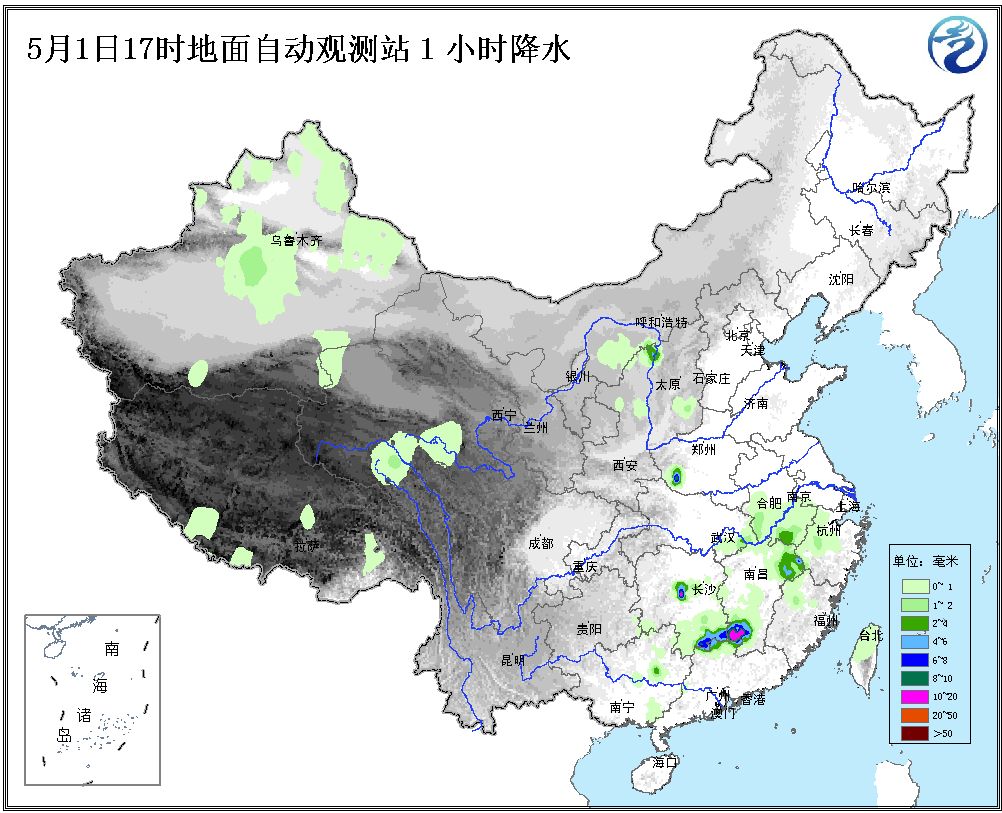 5月1日17时地面自动观测站1小时降水
哈尔滨
长春
乌鲁木齐
沈阳
呼和浩特
北京
天津
银川
太原
石家庄
济南
西宁
兰州
郑州
西安
合肥
南京
上海
杭州
武汉
成都
拉萨
重庆
南昌
长沙
贵阳
福州
台北
昆明
广州
香港
澳门
南宁
海口
南
海
诸
岛
单位：毫米
0~1
1~2
2~4
4~6
6~8
8~10
10~20
20~50
>50